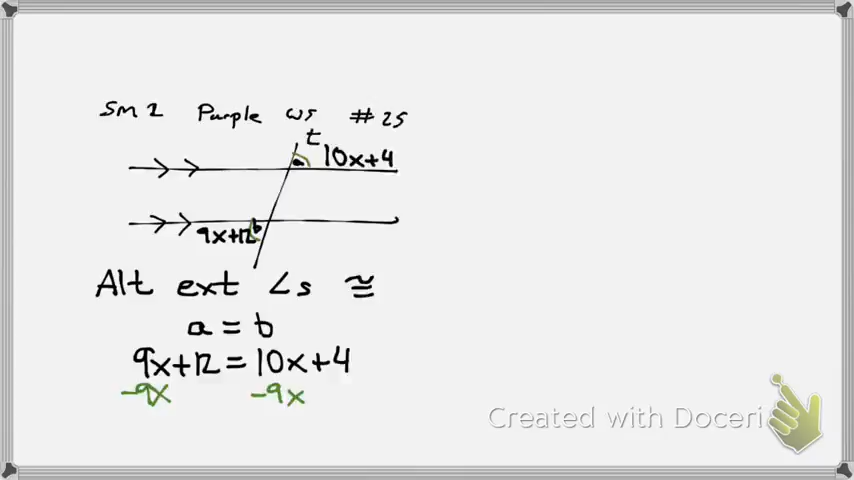 Sm 2 Purple ws # 25
t
a 10x+4
9x+12 b
Alt ext ∠s ≅
a = b
9x+12 = 10x+4
-9x -9x
Created with Doceri